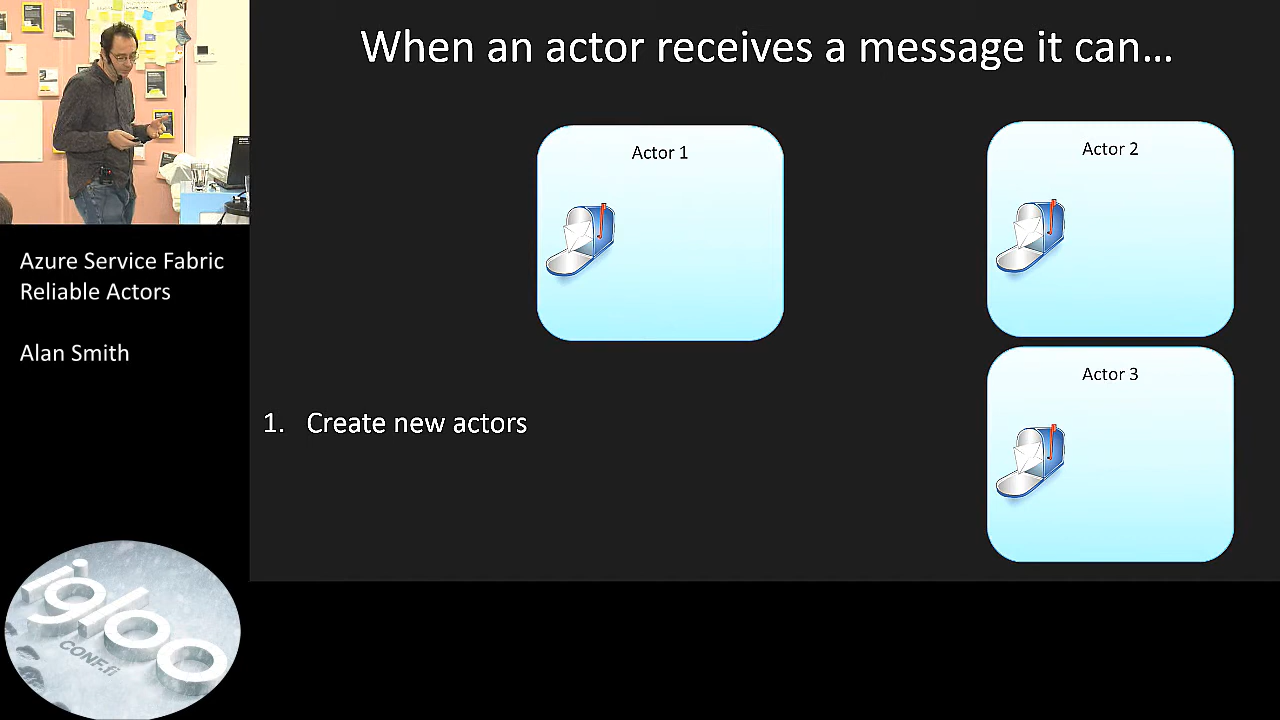 When an actor receives a message it can...
Actor 1
Actor 2
Actor 3
1. Create new actors
Azure Service Fabric
Reliable Actors
Alan Smith
igloo
CONF.fi